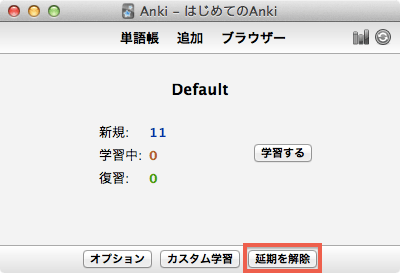 Anki - はじめてのAnki
単語帳 追加 ブラウザー
Default
新規: 11
学習中: 0
復習: 0
学習する
オプション カスタム学習 延期を解除